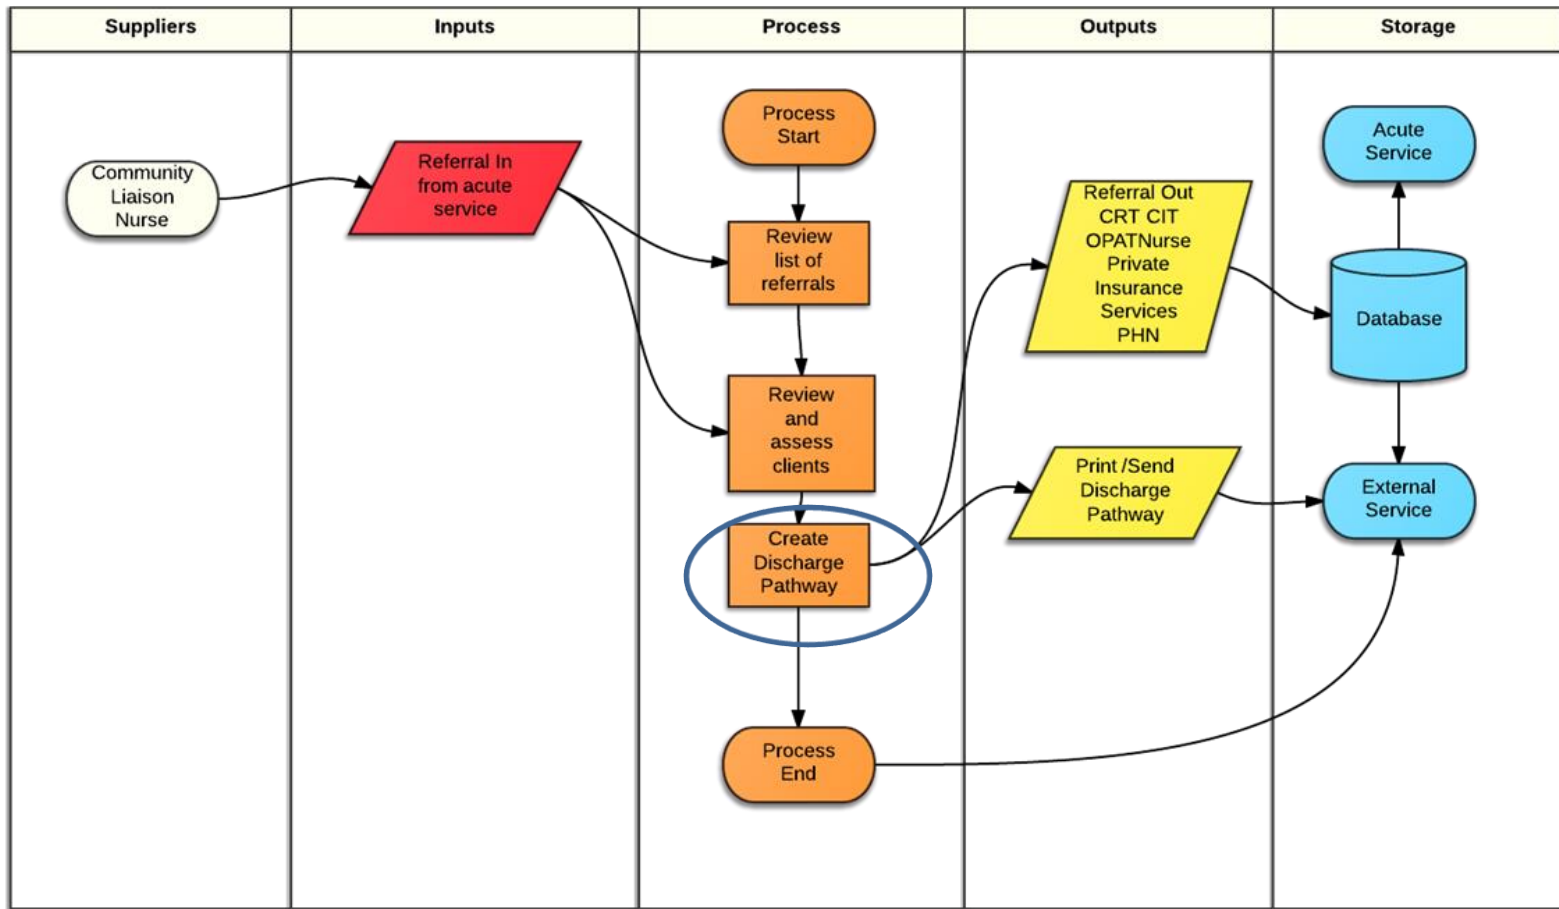 Suppliers
Inputs
Process
Outputs
Storage
Community
Liaison
Nurse
Referral In
from acute
service
Process
Start
Review
list of
referrals
Review
and
assess
clients
Create
Discharge
Pathway
Process
End
Referral Out
CRT CIT
OPATNurse
Private
Insurance
Services
PHN
Print /Send
Discharge
Pathway
Acute
Service
Database
External
Service